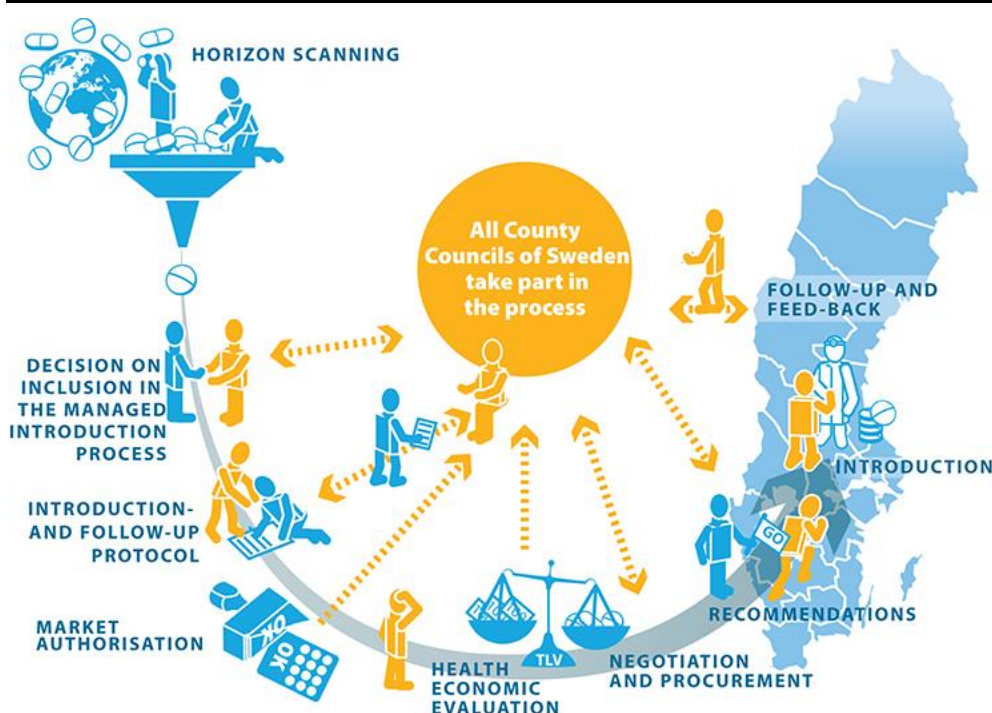 HORIZON SCANNING
All County
Councils of Sweden
take part in
the process
FOLLOW-UP AND
FEED-BACK
DECISION ON
INCLUSION IN
THE MANAGED
INTRODUCTION
PROCESS
INTRODUCTION
INTRODUCTION-
AND FOLLOW-UP
PROTOCOL
GO
RECOMMENDATIONS
MARKET
AUTHORISATION
OK
OK
TLV
HEALTH
ECONOMIC
EVALUATION
NEGOTIATION
AND PROCUREMENT